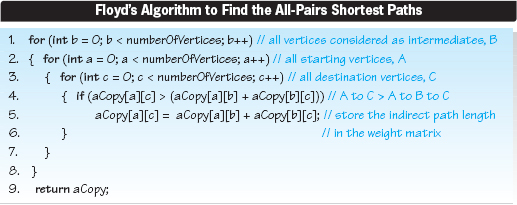 Floyd's Algorithm to Find the All-Pairs Shortest Paths
1. for (int b = 0; b < numberOfVertices; b++) // all vertices considered as intermediates, B
2. { for (int a = 0; a < numberOfVertices; a++) // all starting vertices, A
3. { for (int c = 0; c < numberOfVertices; c++) // all destination vertices, C
4. { if (aCopy[a][c] > (aCopy[a][b] + aCopy[b][c])) // A to C > A to B to C
5. aCopy[a][c] = aCopy[a][b] + aCopy[b][c]; // store the indirect path length
6. } // in the weight matrix
7. }
8. }
9. return aCopy;